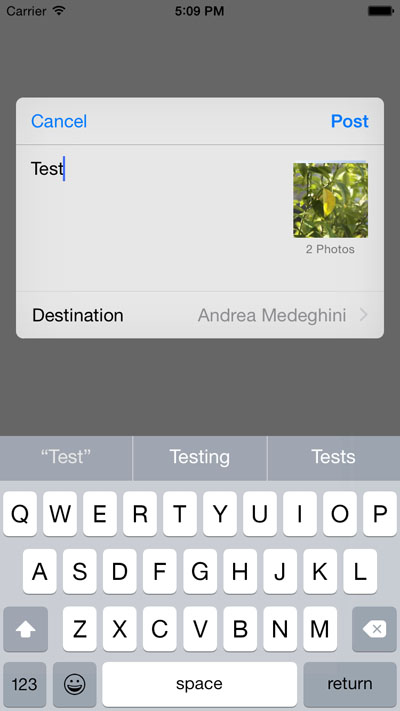 Carrier 5:09 PM
Cancel Post
Test
2 Photos
Destination Andrea Medeghini
“Test” Testing Tests
Q W E R T Y U I O P
A S D F G H J K L
Z X C V B N M
123 space return